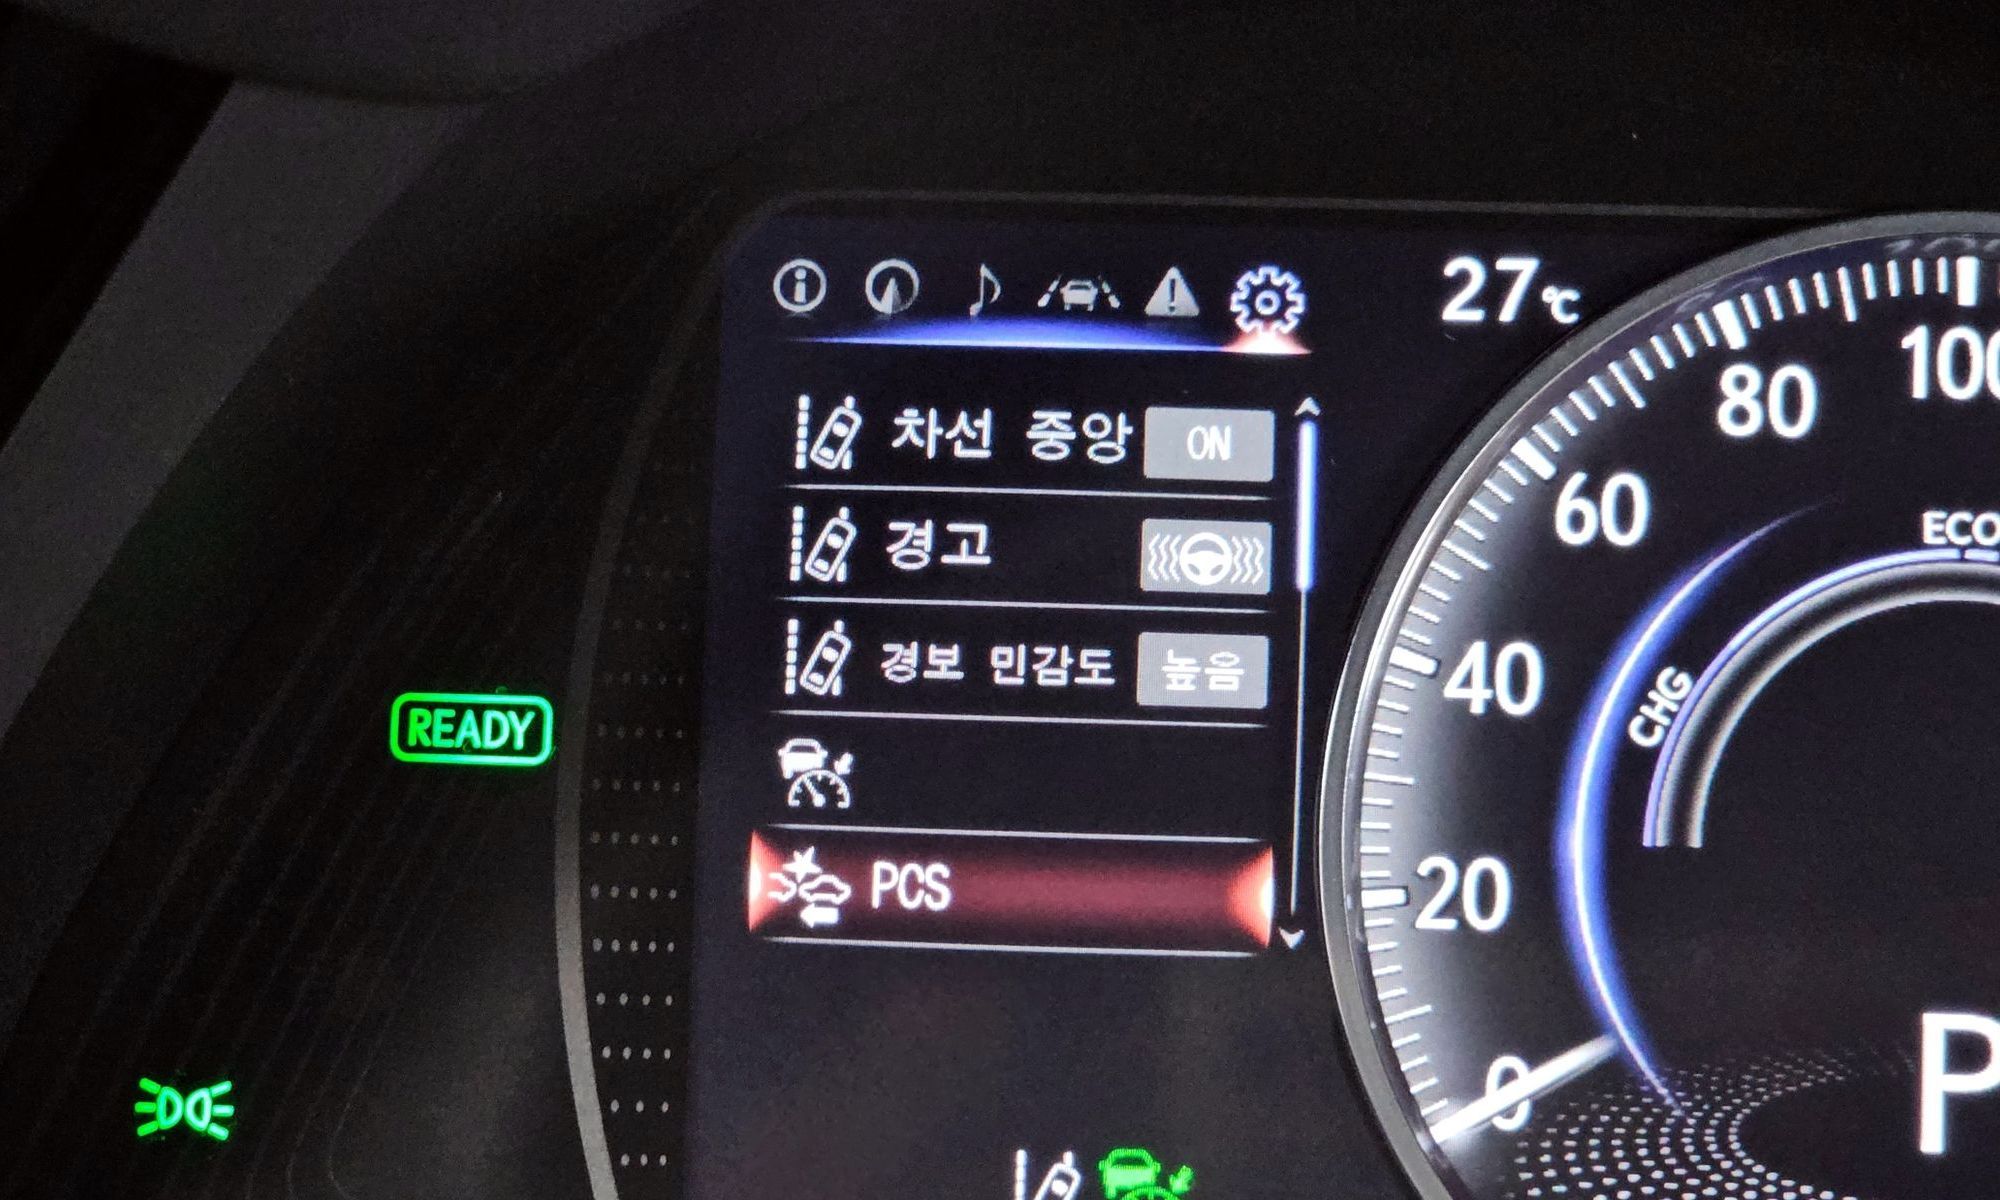 27℃
차선 중앙 ON
경고
경보 민감도 높음
PCS
READY
100
80
60
40
20
0
ECO
CHG
P